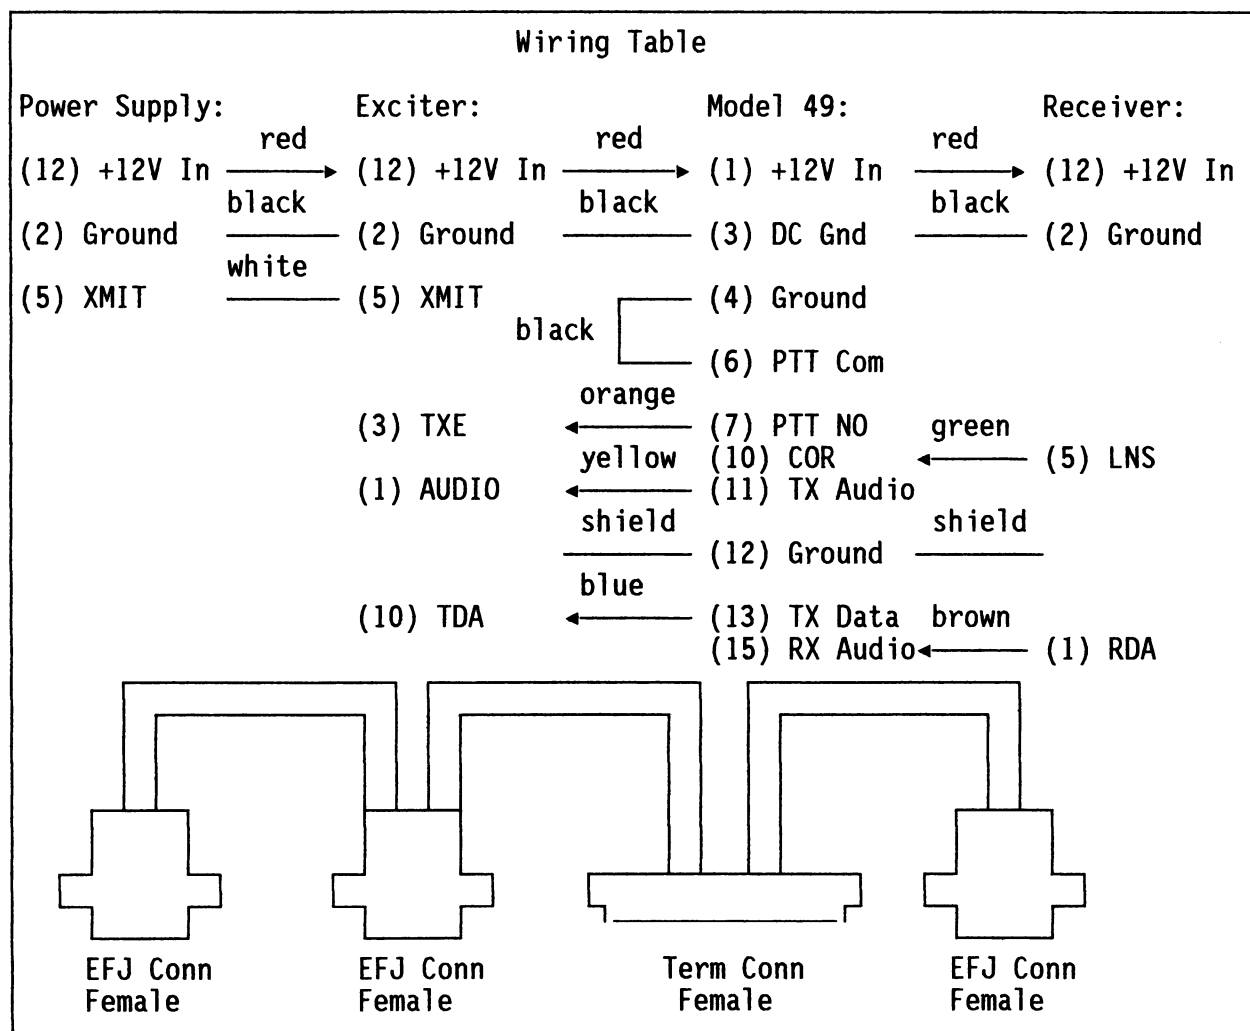 Wiring Table
Power Supply: Exciter: Model 49: Receiver:
red red red
(12) +12V In (12) +12V In (1) +12V In (12) +12V In
black black black
(2) Ground (2) Ground (3) DC Gnd (2) Ground
white
(5) XMIT (5) XMIT (4) Ground
black
(6) PTT Com
orange
(3) TXE (7) PTT NO green
yellow (10) COR (5) LNS
(1) AUDIO (11) TX Audio
shield shield
(12) Ground
blue
(10) TDA (13) TX Data brown
(15) RX Audio (1) RDA
EFJ Conn EFJ Conn Term Conn EFJ Conn
Female Female Female Female